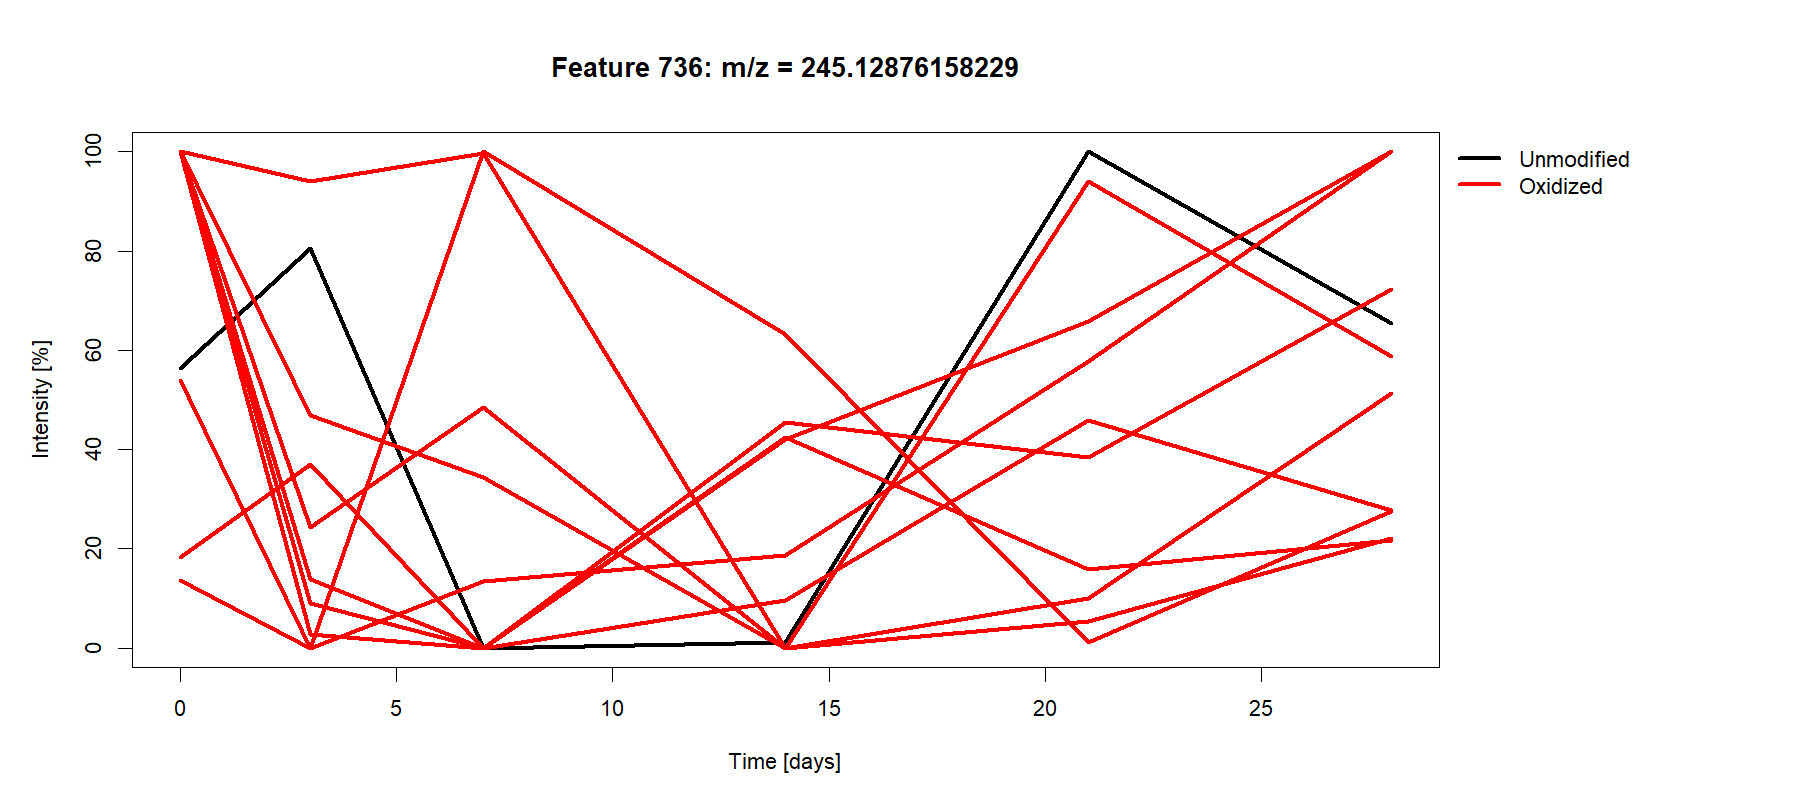 Feature 736: m/z = 245.12876158229
Unmodified
Oxidized
Intensity [%]
100
80
60
40
20
0
0 5 10 15 20 25
Time [days]